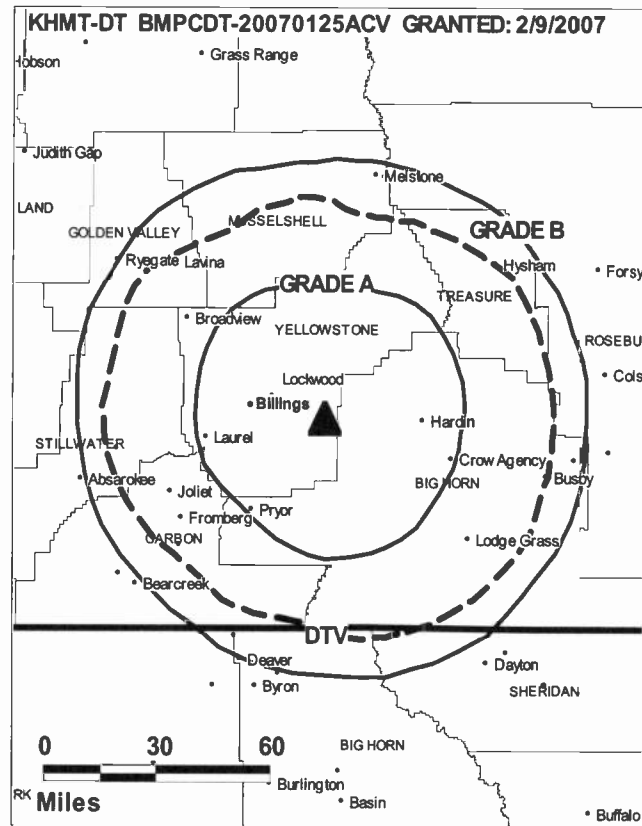 KHMT-DT BMPCDT-20070125ACV GRANTED: 2/9/2007
Hobson
Grass Range
Judith Gap
Melstone
LAND
MUSSELSHELL
GOLDEN VALLEY
GRADE B
Ryegate Lavina
Hysham
Forsy
GRADE A
TREASURE
Broadview
YELLOWSTONE
ROSEBU
Lockwood
Cols
Billings
Hardin
Laurel
STILLWATER
Crow Agency
Absarokee
BIG HORN
Busby
Joliet
Pryor
Fromberg
CARBON
Lodge Grass
Bearcreek
DTV
Deaver
Dayton
Byron
SHERIDAN
0 30 60
BIG HORN
Burlington
RK Miles
Basin
Buffalo